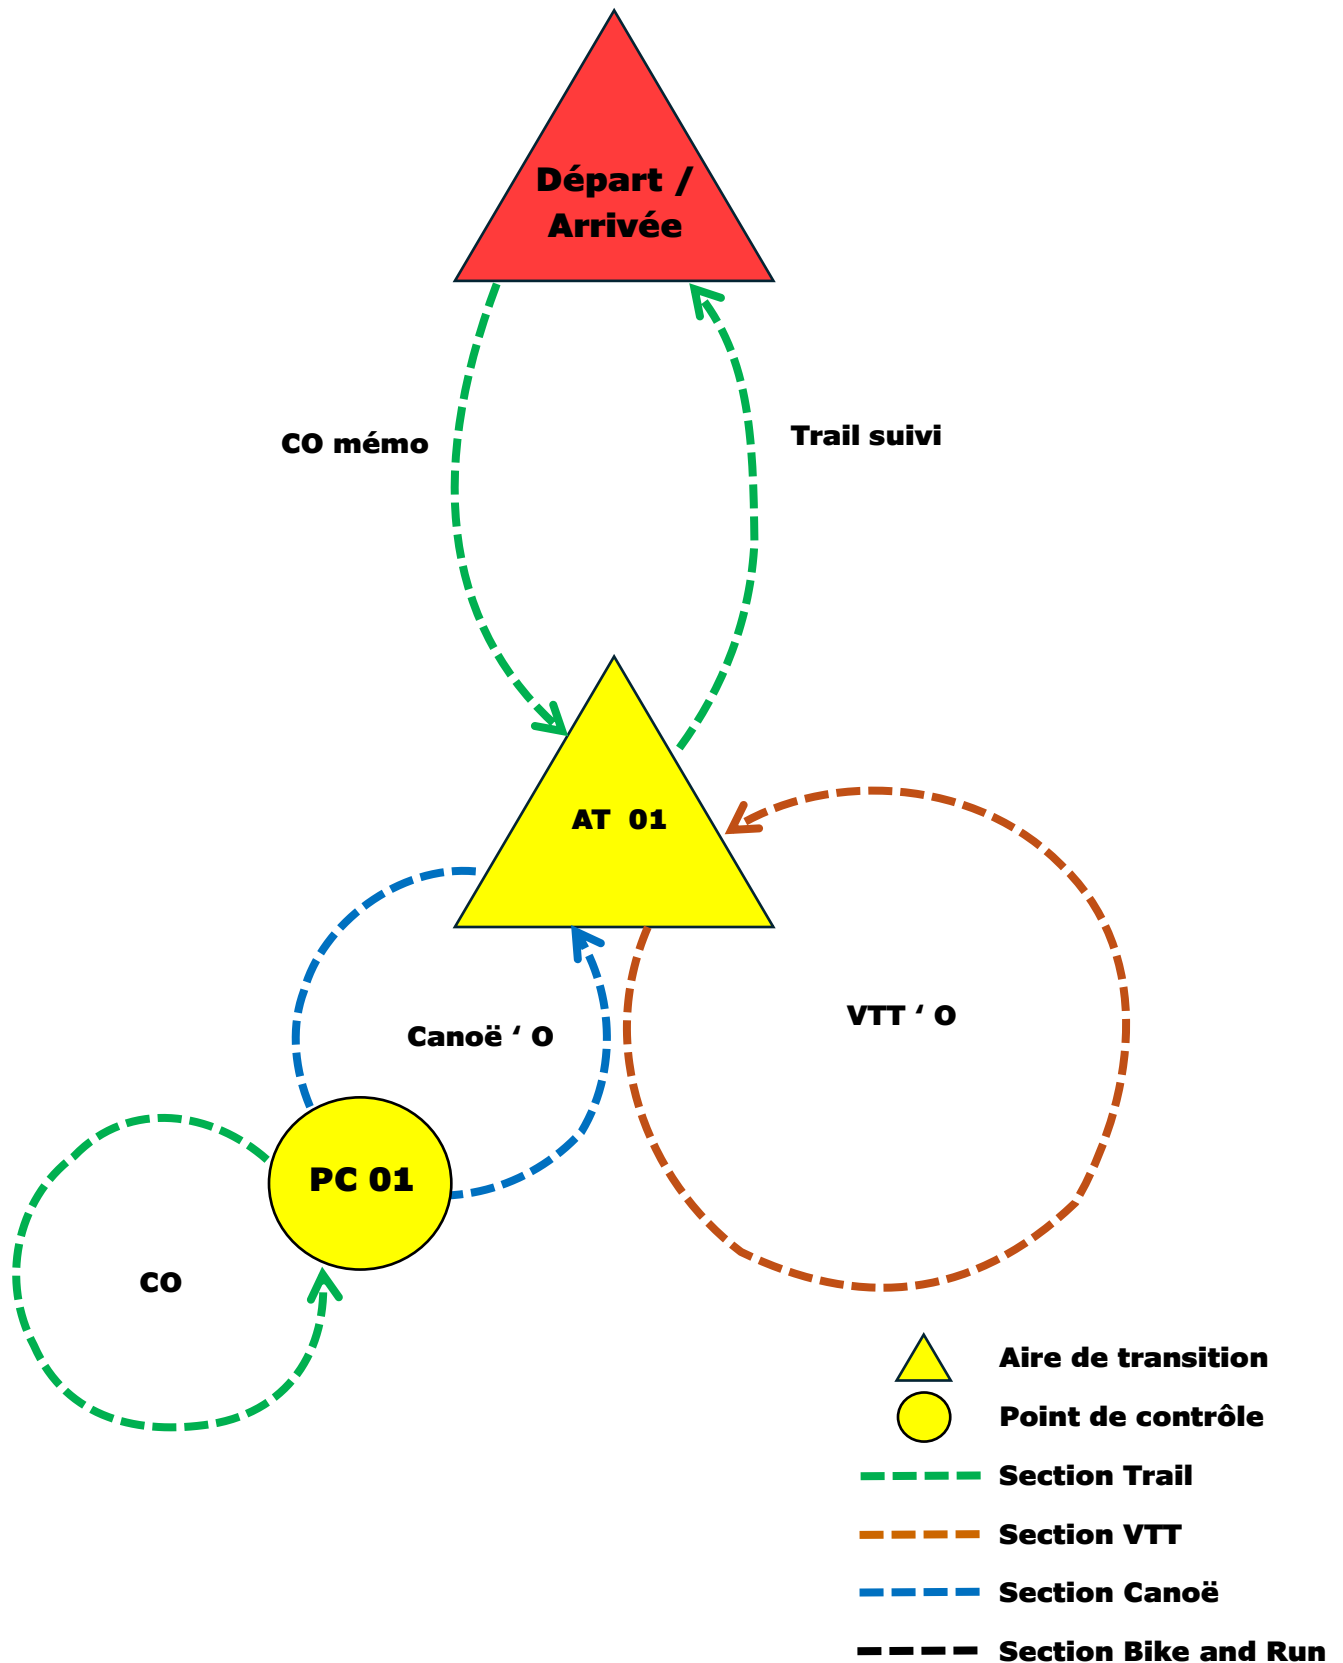 Départ /
Arrivée
CO mémo
Trail suivi
AT 01
VTT ‘ O
Canoë ‘ O
PC 01
CO
Aire de transition
Point de contrôle
Section Trail
Section VTT
Section Canoë
Section Bike and Run